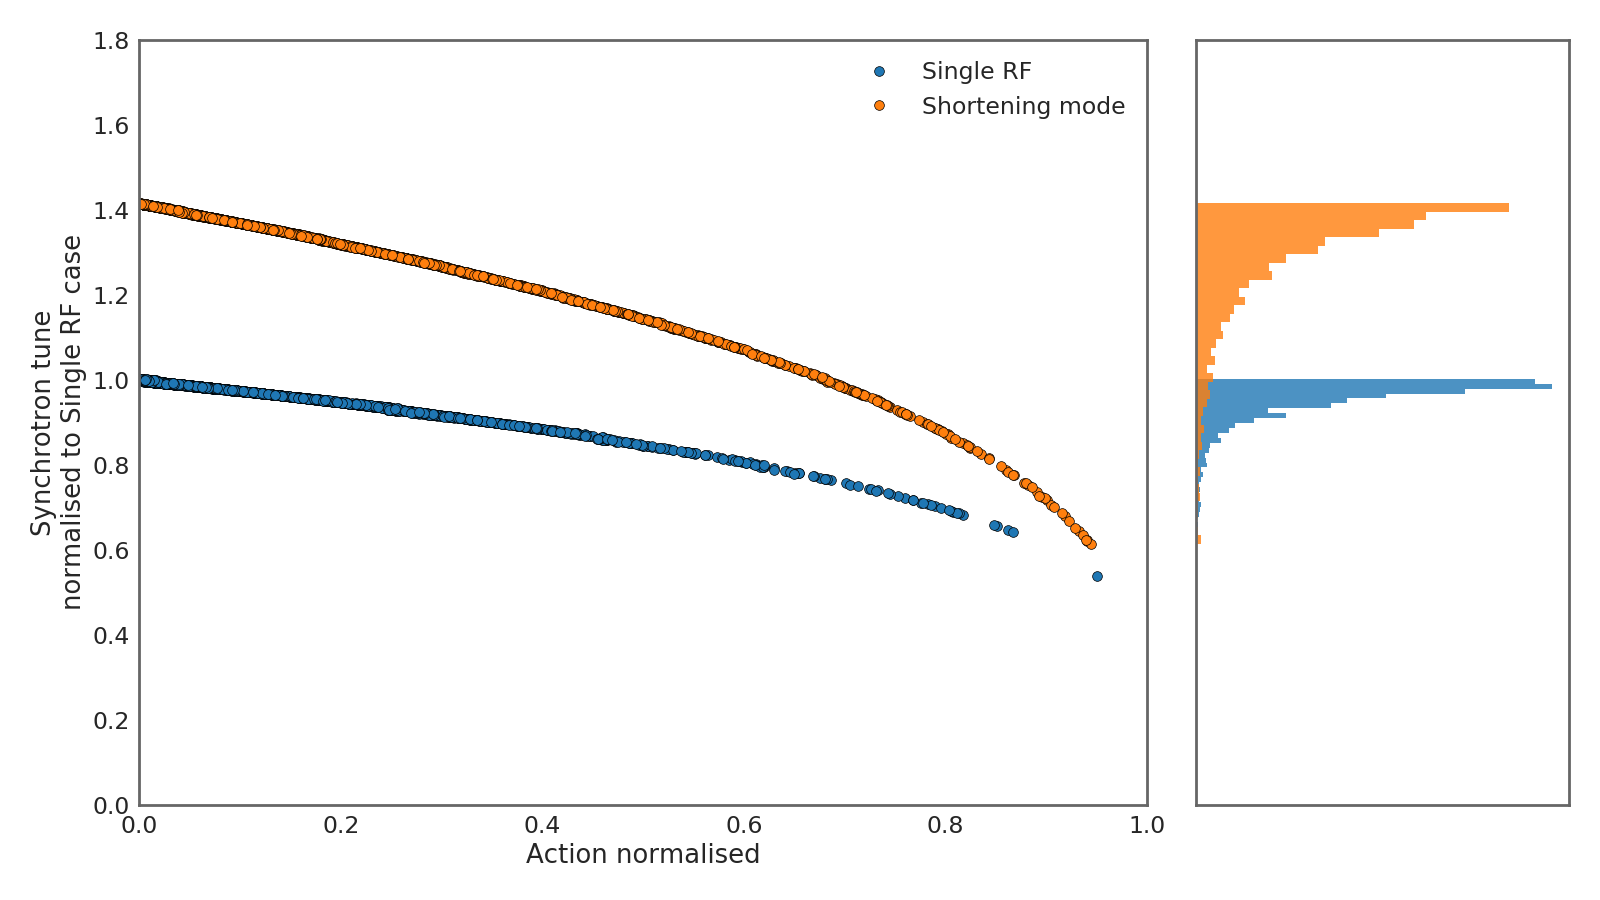 Synchrotron tune
normalised to Single RF case
1.8
1.6
1.4
1.2
1.0
0.8
0.6
0.4
0.2
0.0
Single RF
Shortening mode
0.0 0.2 0.4 0.6 0.8 1.0
Action normalised